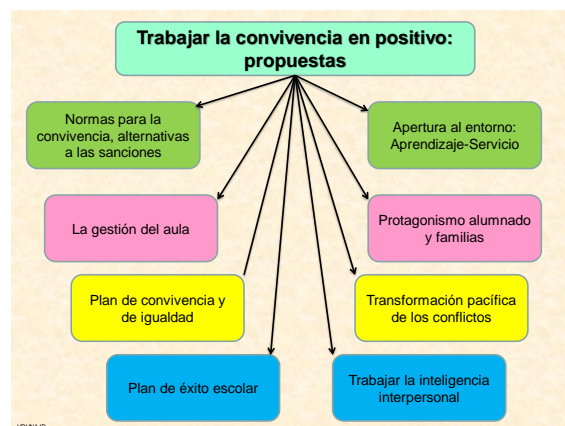 Trabajar la convivencia en positivo:
propuestas
Normas para la
convivencia, alternativas
a las sanciones
Apertura al entorno:
Aprendizaje-Servicio
La gestión del aula
Protagonismo alumnado
y familias
Plan de convivencia y
de igualdad
Transformación pacífica
de los conflictos
Plan de éxito escolar
Trabajar la inteligencia
interpersonal